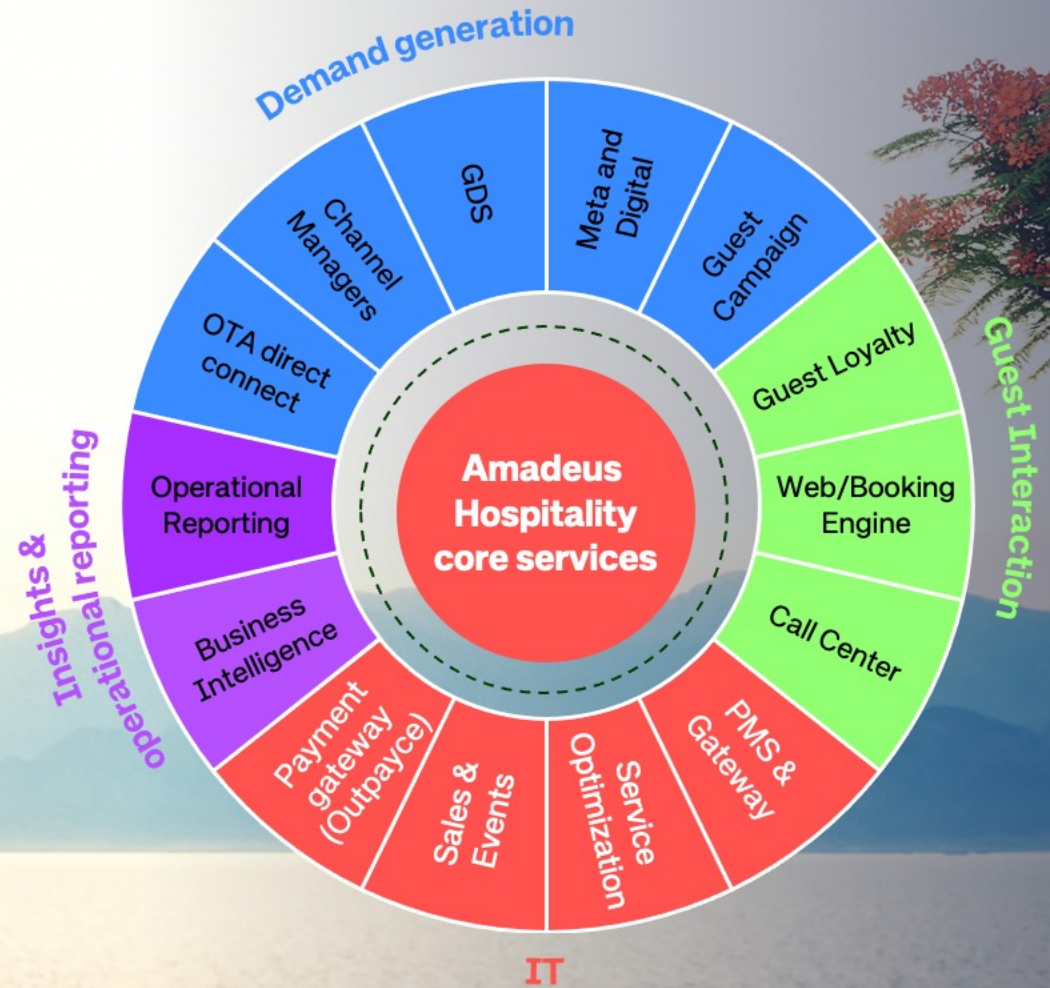 Demand generation
GDS
Meta and
Digital
Guest
Campaign
Guest Loyalty
Web/Booking
Engine
Call Center
Guest Interaction
PMS &
Gateway
Service
Optimization
Sales &
Events
Payment
gateway
(Outpayce)
IT
Business
Intelligence
Operational
Reporting
Insights &
operational reporting
OTA direct
connect
Channel
Managers
Amadeus
Hospitality
core services